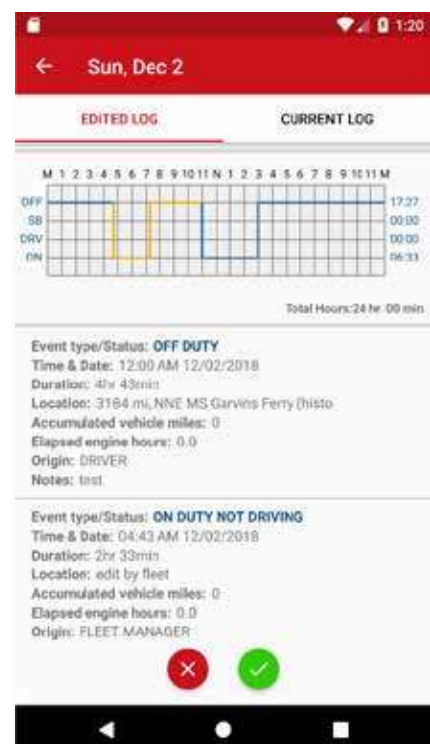 1:20
Sun, Dec 2
EDITED LOG
CURRENT LOG
M 1 2 3 4 5 6 7 8 9 10 11 N 1 2 3 4 5 6 7 8 9 10 11 M
OFF 17:27
SB 00:00
DRV 00:00
ON 06:33
Total Hours:24 hr 00 min
Event type/Status: OFF DUTY
Time & Date: 12:00 AM 12/02/2018
Duration: 4hr 43min
Location: 3164 mi, NNE MS Garvins Ferry (histo
Accumulated vehicle miles: 0
Elapsed engine hours: 0.0
Origin: DRIVER
Notes: test
Event type/Status: ON DUTY NOT DRIVING
Time & Date: 04:43 AM 12/02/2018
Duration: 2hr 33min
Location: edit by fleet
Accumulated vehicle miles: 0
Elapsed engine hours: 0.0
Origin: FLEET MANAGER